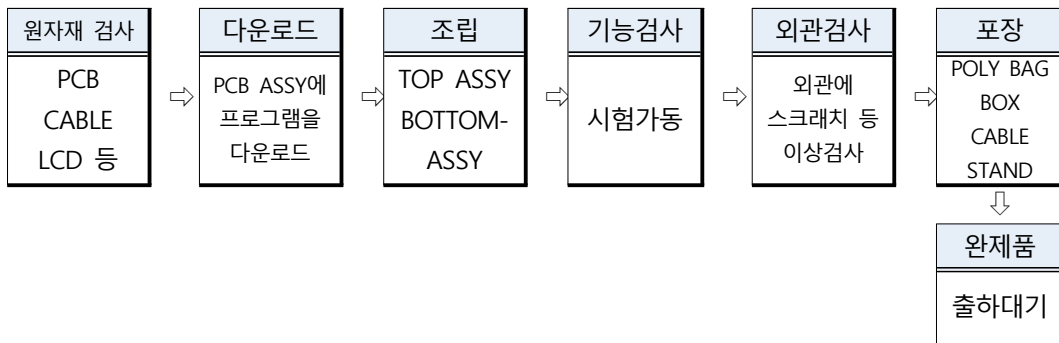 원자재 검사
PCB
CABLE
LCD 등
다운로드
PCB ASSY에
프로그램을
다운로드
조립
TOP ASSY
BOTTOM-
ASSY
기능검사
시험가동
외관검사
외관에
스크래치 등
이상검사
포장
POLY BAG
BOX
CABLE
STAND
완제품
출하대기